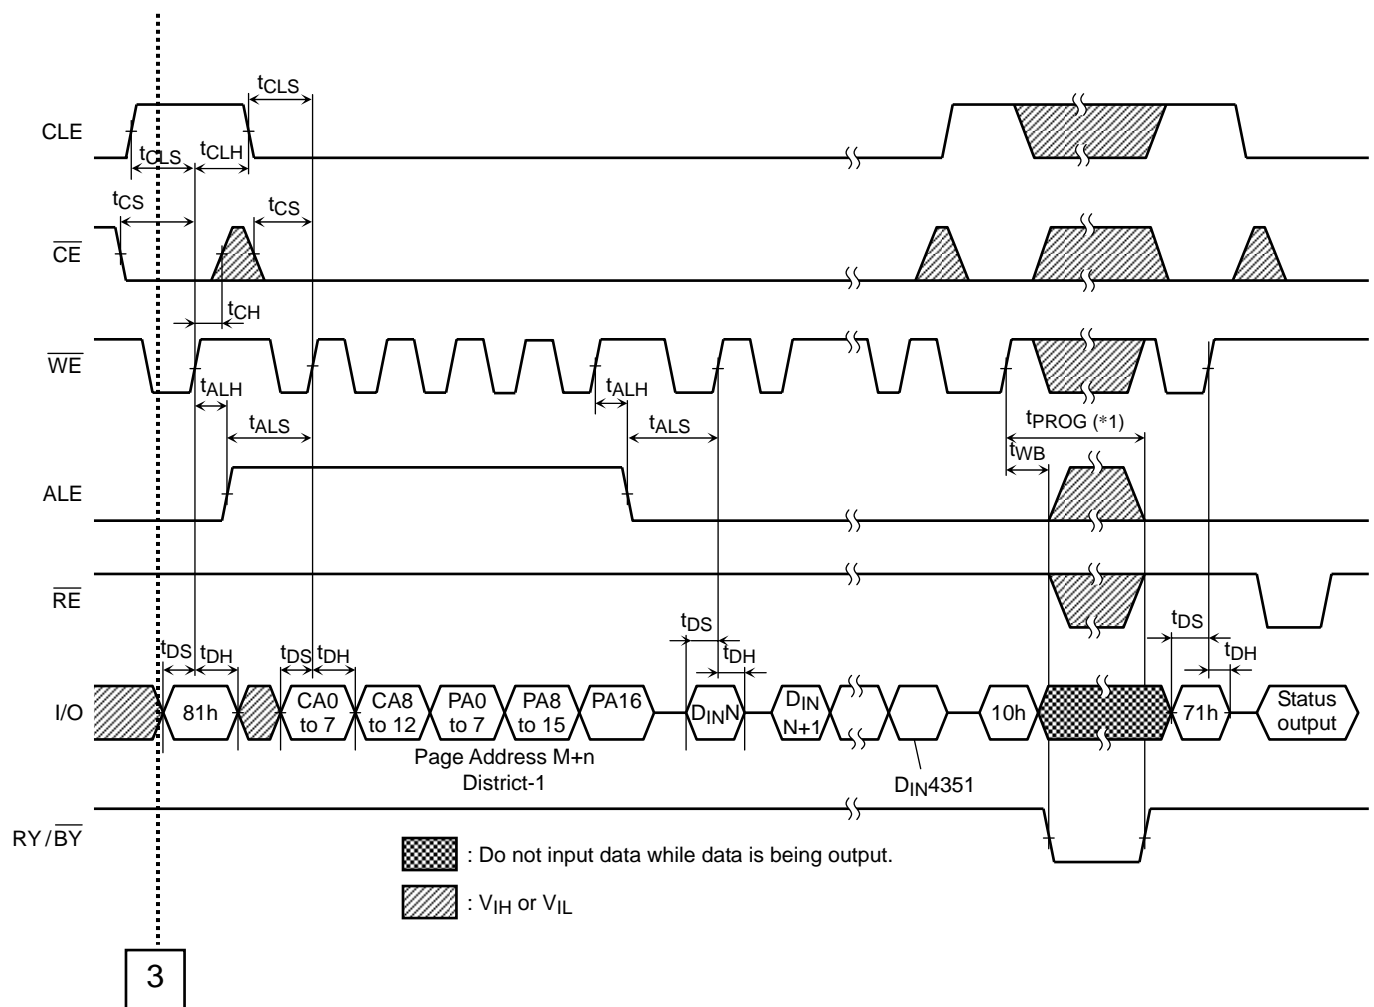 tCLS
CLE
tCLS
tCLH
tCS
tCS
CE
tCH
WE
tALH
tALH
tALS
tALS
tPROG (*1)
tWB
ALE
RE
tDS
tDS
tDH
tDS
tDH
tDH
tDH
I/O
81h
CA0
to 7
CA8
to 12
PA0
to 7
PA8
to 15
PA16
DINN
DIN
N+1
10h
71h
Status
output
Page Address M+n
District-1
DIN4351
RY/BY
: Do not input data while data is being output.
: VIH or VIL
3